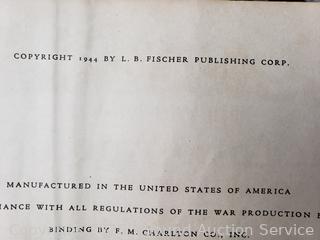 COPYRIGHT 1944 BY L. B. FISCHER PUBLISHING CORP.
MANUFACTURED IN THE UNITED STATES OF AMERICA
IANCE WITH ALL REGULATIONS OF THE WAR PRODUCTION B
BINDING BY F. M. CHARLTON CO., INC.
Auction Service